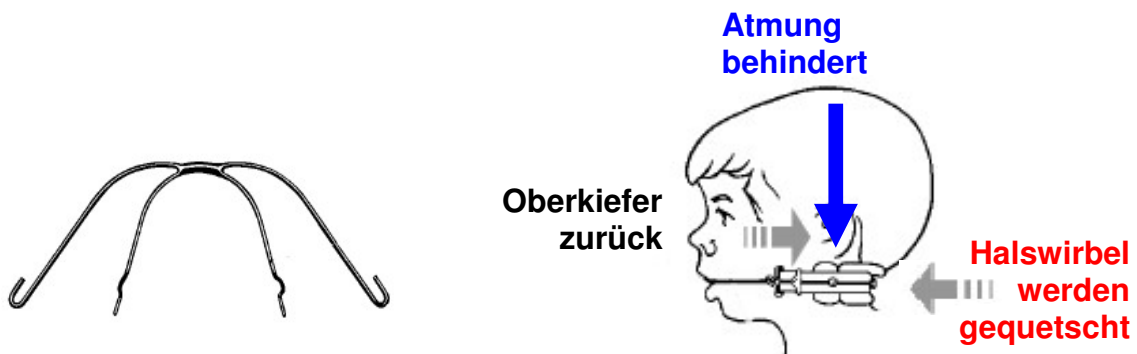 Atmung
behindert
Oberkiefer
zurück
Halswirbel
werden
gequetscht